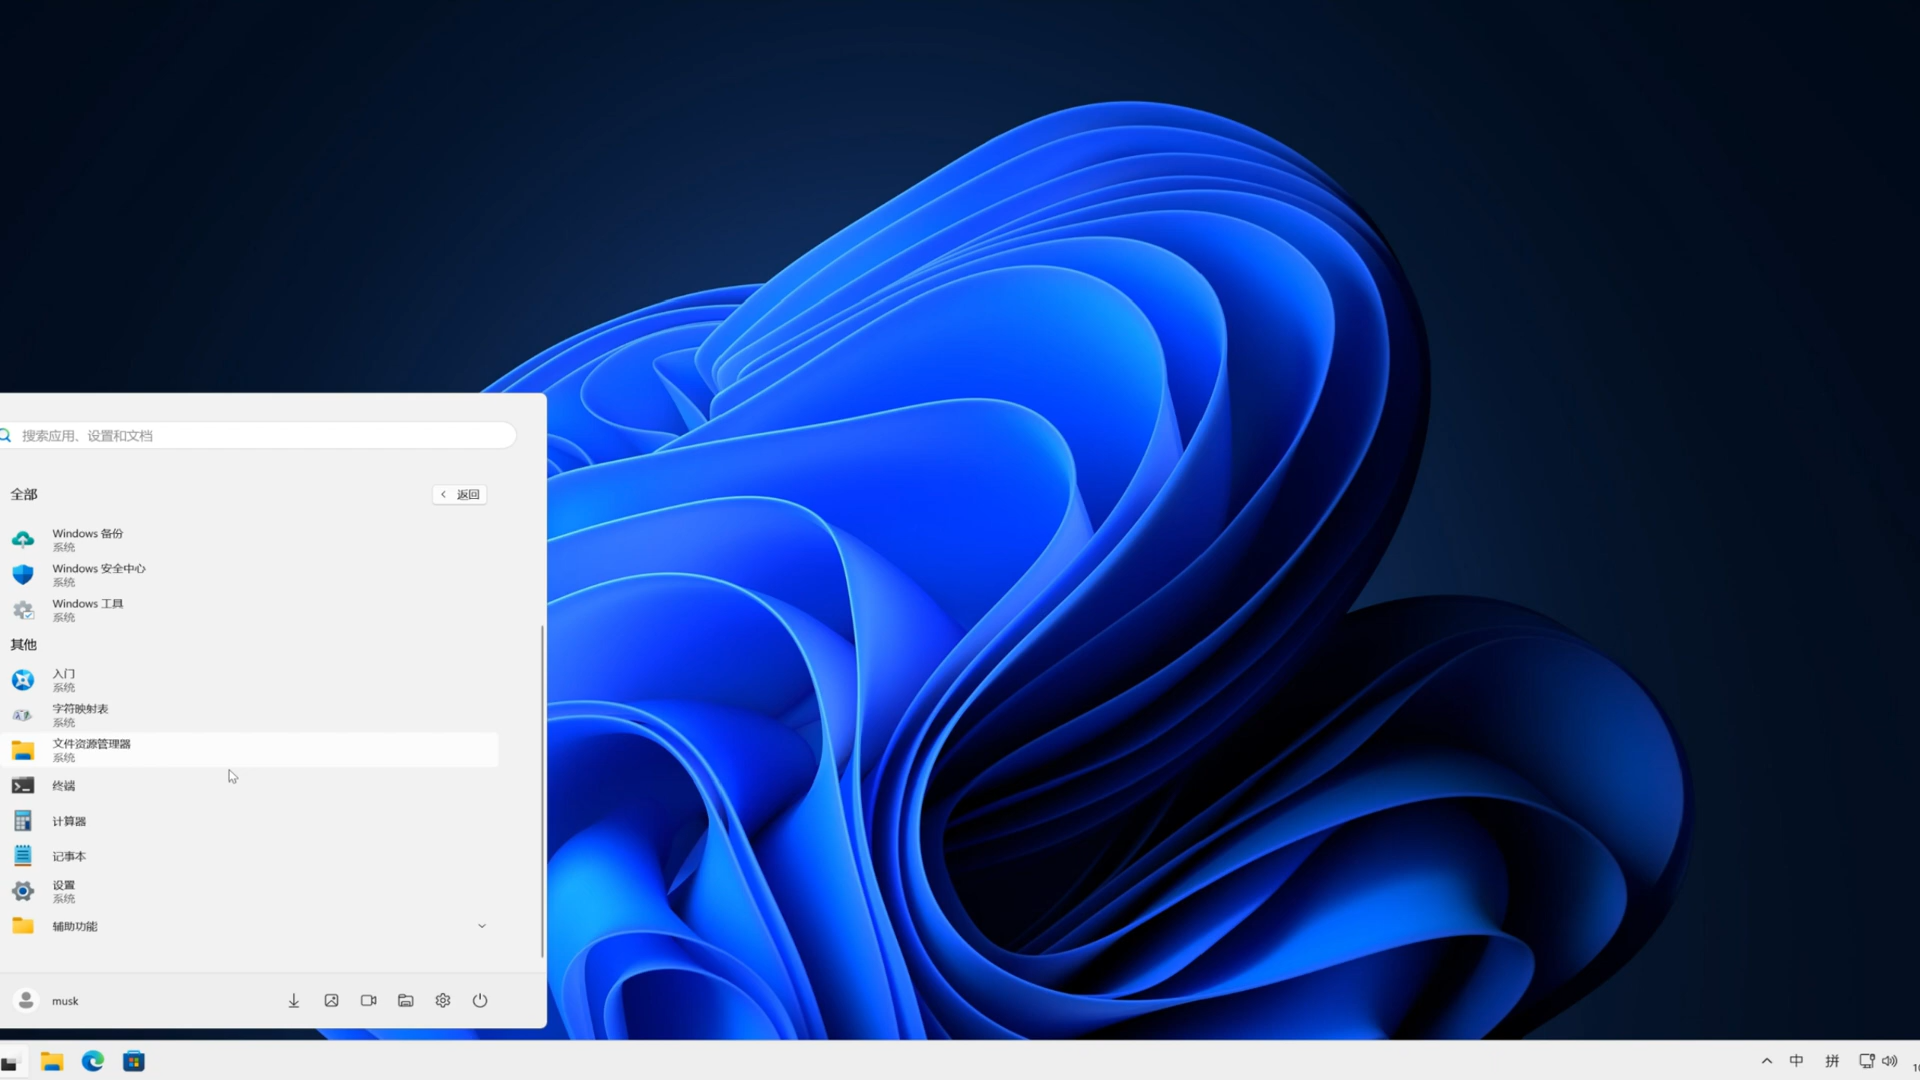 搜索应用、设置和文档
全部
返回
Windows 备份
系统
Windows 安全中心
系统
Windows 工具
系统
其他
入门
系统
字符映射表
系统
文件资源管理器
系统
终端
计算器
记事本
设置
系统
辅助功能
musk
中
拼